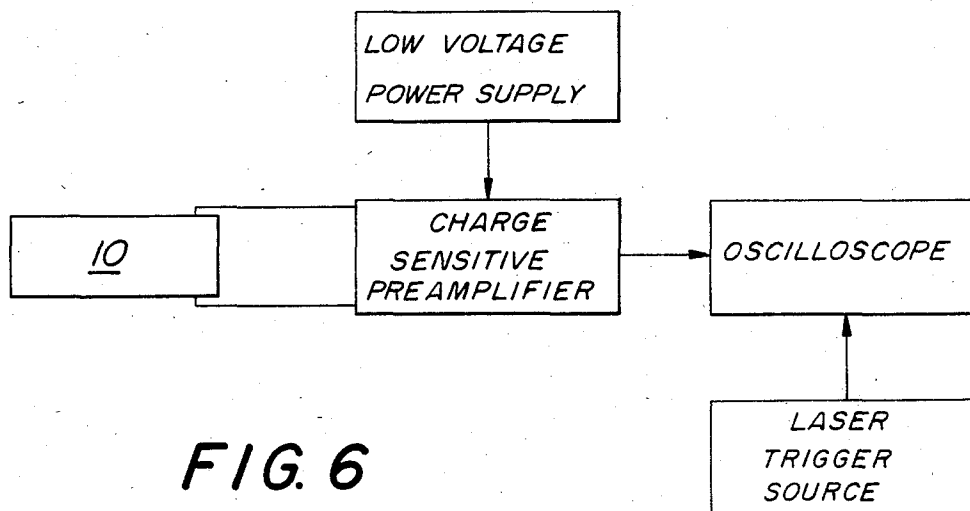 LOW VOLTAGE
POWER SUPPLY
10
CHARGE
SENSITIVE
PREAMPLIFIER
OSCILLOSCOPE
LASER
TRIGGER
SOURCE
FIG. 6